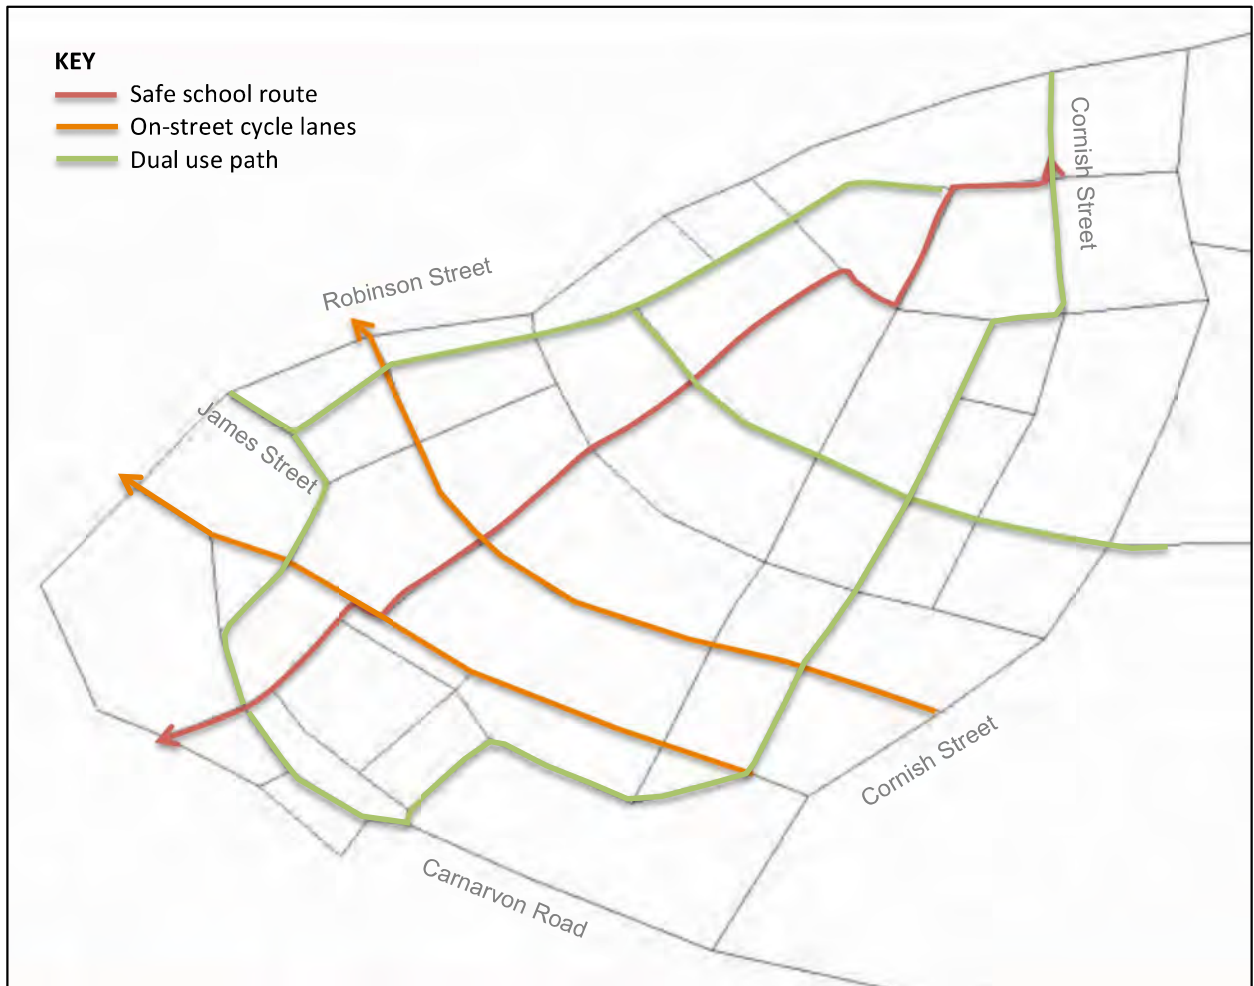 KEY
Safe school route
On-street cycle lanes
Dual use path
Cornish Street
Robinson Street
James Street
Cornish Street
Carnarvon Road